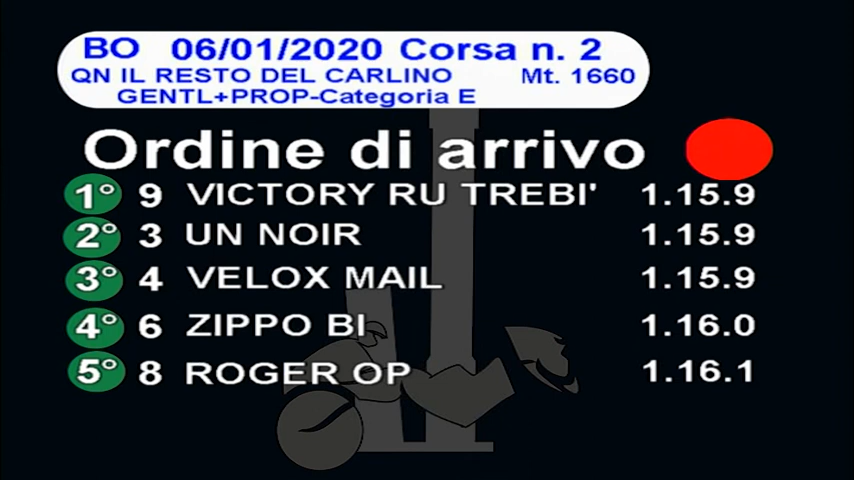 BO 06/01/2020 Corsa n. 2
QN IL RESTO DEL CARLINO Mt. 1660
GENTL+PROP-Categoria E
Ordine di arrivo
1° 9 VICTORY RU TREBI' 1.15.9
2° 3 UN NOIR 1.15.9
3° 4 VELOX MAIL 1.15.9
4° 6 ZIPPO BI 1.16.0
5° 8 ROGER OP 1.16.1